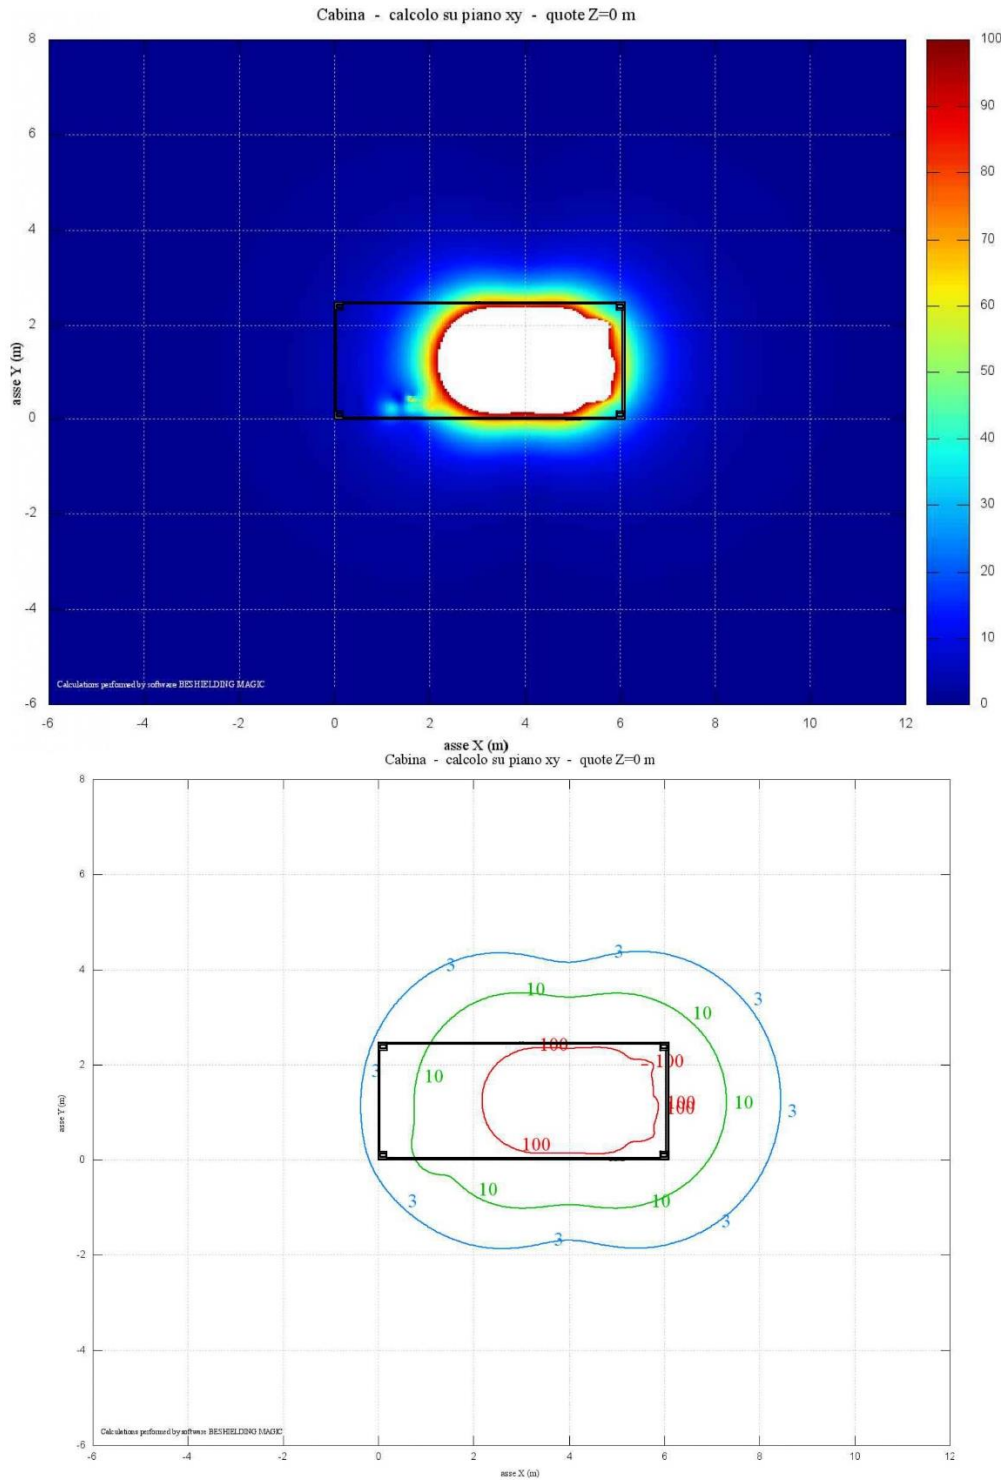 Cabina - calcolo su piano xy - quote Z=0 m
8
6
4
2
0
-2
-4
-6
asse Y (m)
100
90
80
70
60
50
40
30
20
10
0
Calculations performed by software BESHIELDING MAGIC
-6 -4 -2 0 2 4 6 8 10 12
asse X (m)
Cabina - calcolo su piano xy - quote Z=0 m
8
6
4
2
0
-2
-4
-6
asse Y (m)
3 3
10 3
10
100
3 10 100
100 10 3
100
100
3 10 10
3 3
Calculations performed by software BESHIELDING MAGIC
-6 -4 -2 0 2 4 6 8 10 12
asse X (m)